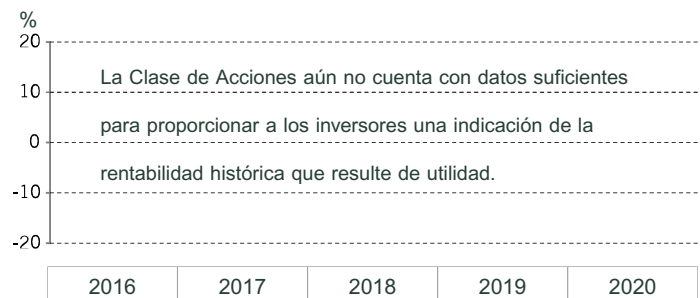 %
20
La Clase de Acciones aún no cuenta con datos suficientes
10
para proporcionar a los inversores una indicación de la
0
rentabilidad histórica que resulte de utilidad.
-10
-20
2016 2017 2018 2019 2020